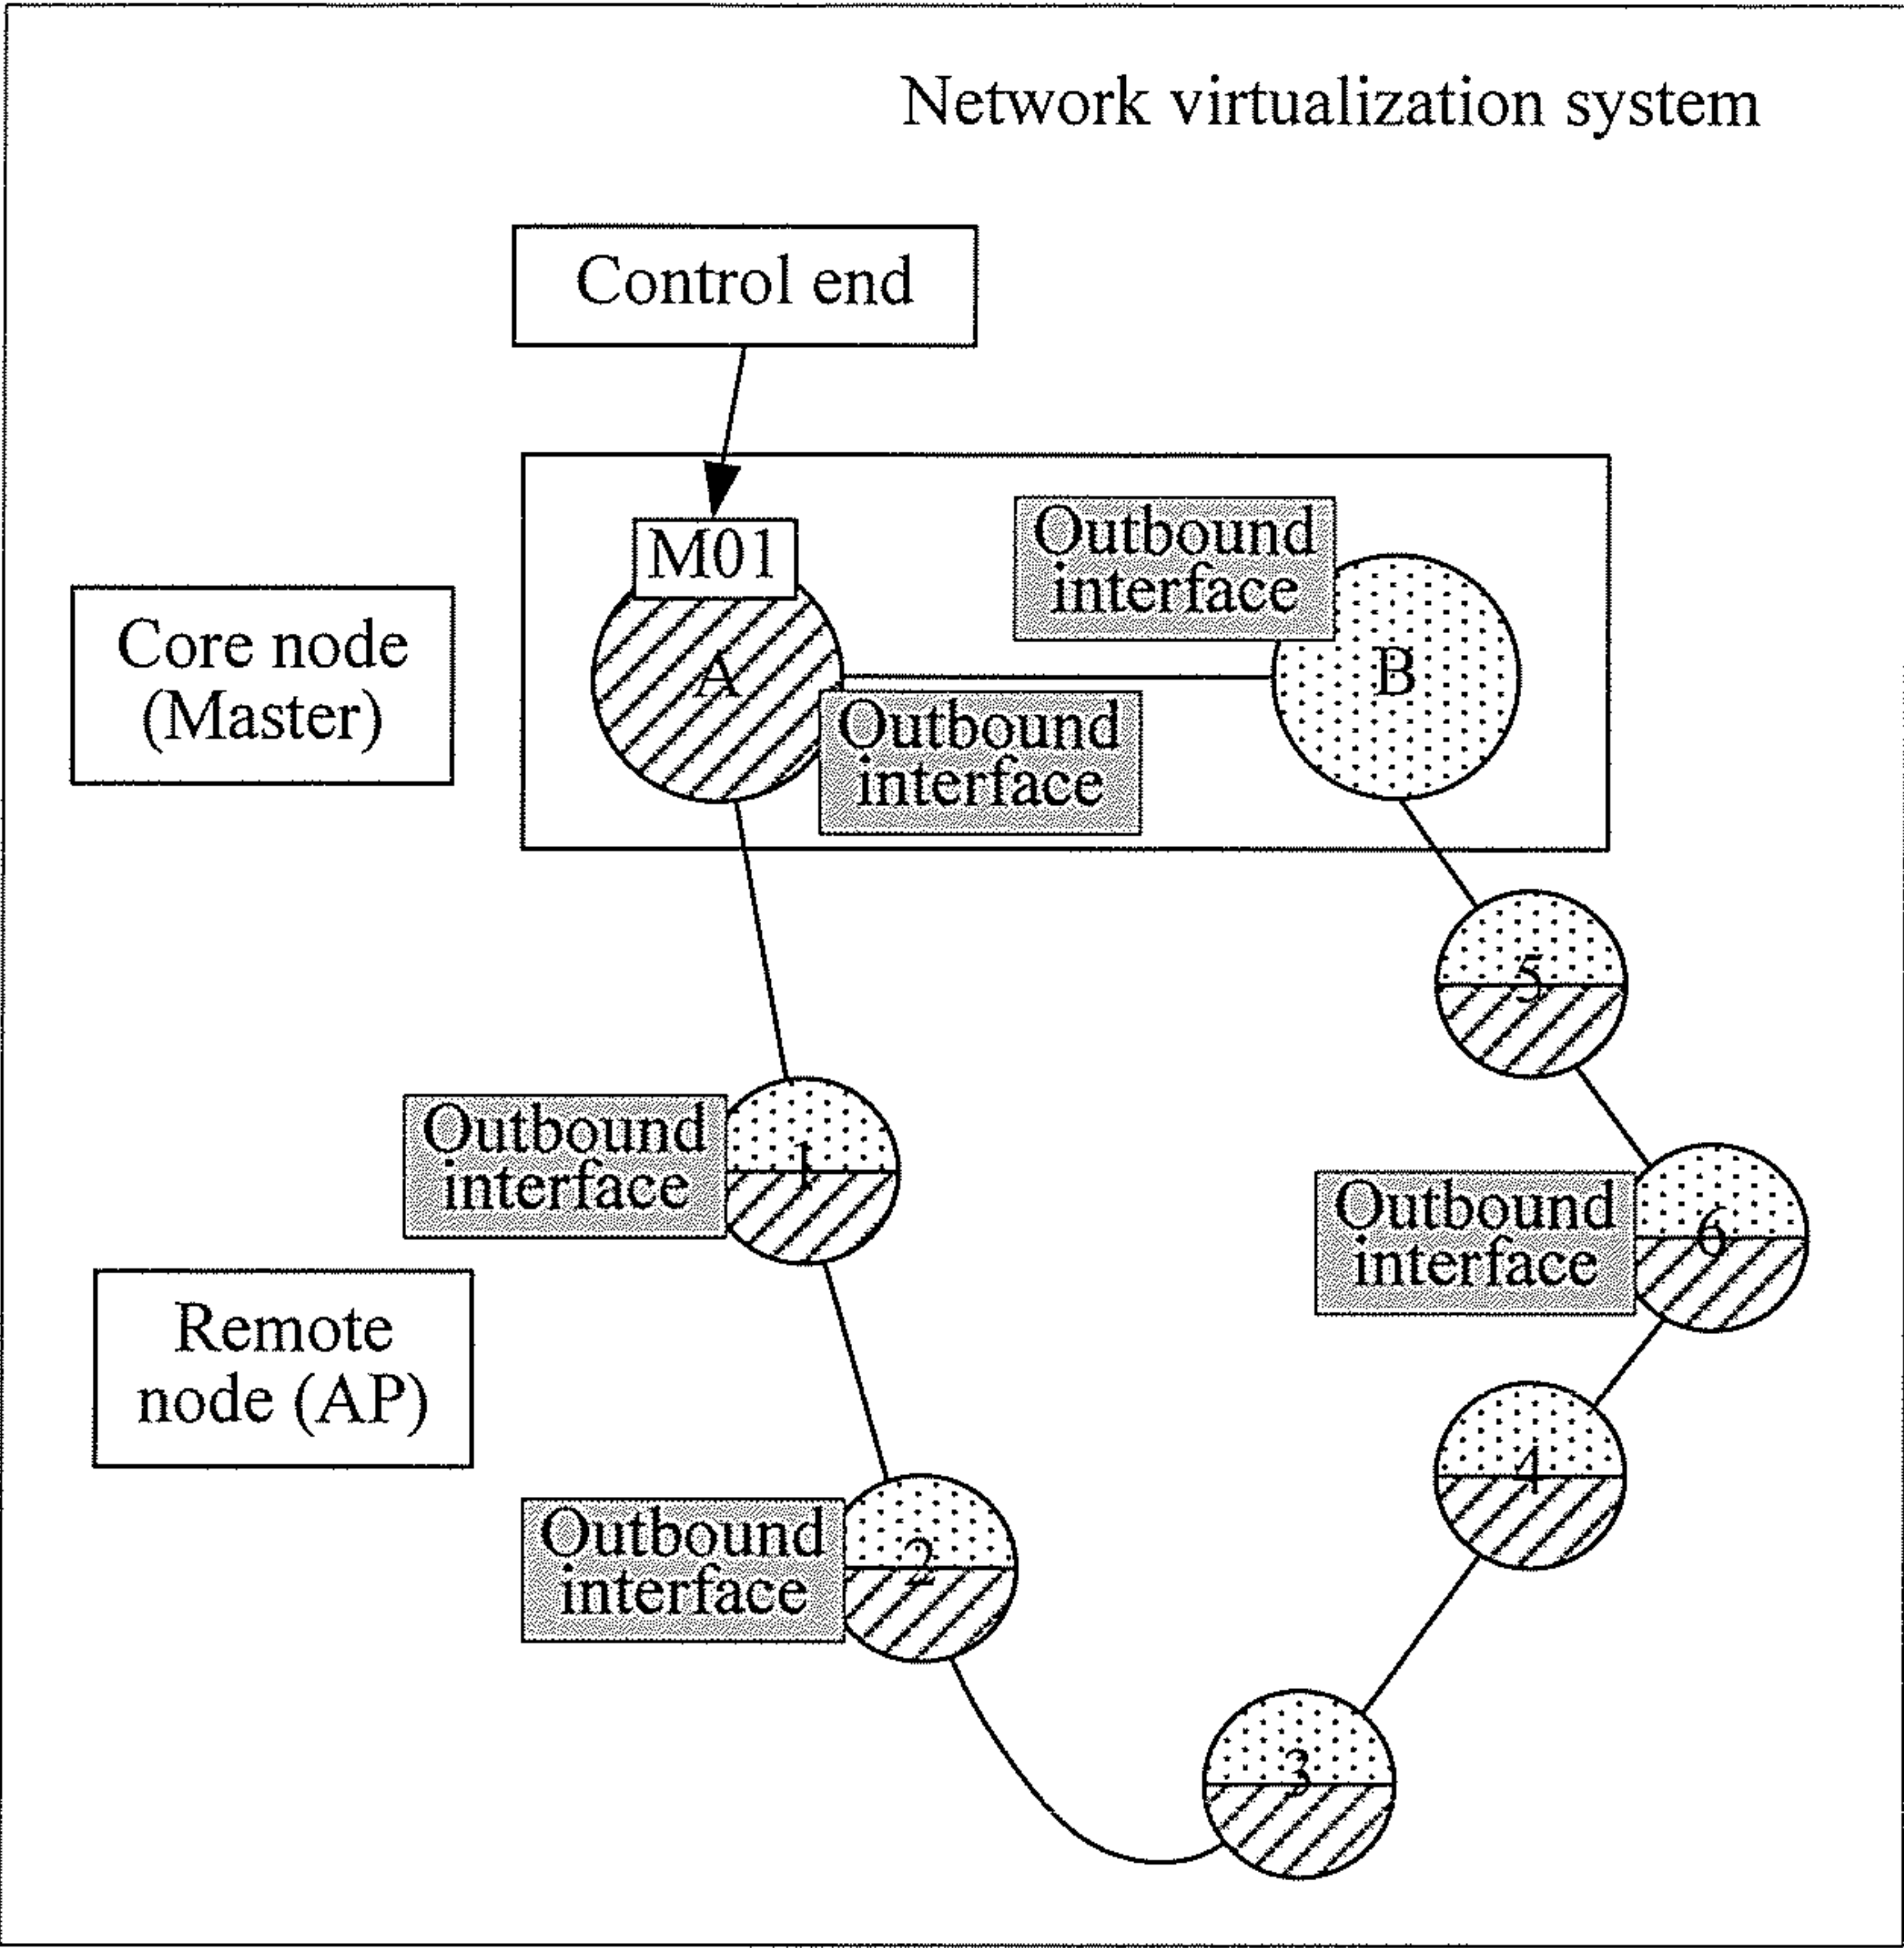 Network virtualization system
Control end
M01
Outbound
interface
Core node
(Master)
A
B
Outbound
interface
5
Outbound
interface
1
Outbound
interface
6
Remote
node (AP)
4
Outbound
interface
2
3